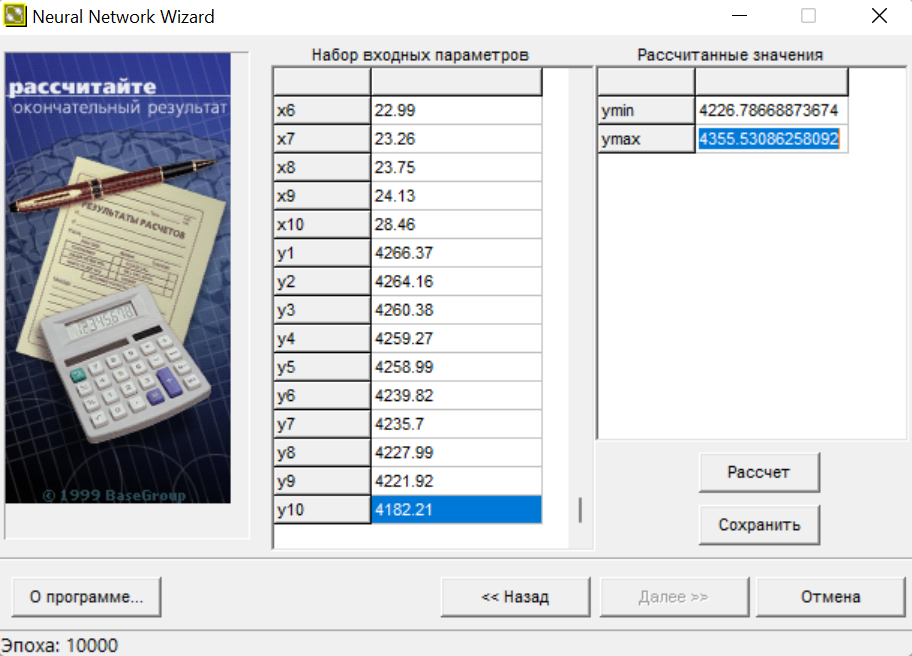 Neural Network Wizard
рассчитайте
окончательный результат
РЕЗУЛЬТАТЫ РАСЧЕТОВ
12345678
© 1999 BaseGroup
Набор входных параметров
x6 22.99
x7 23.26
x8 23.75
x9 24.13
x10 28.46
y1 4266.37
y2 4264.16
y3 4260.38
y4 4259.27
y5 4258.99
y6 4239.82
y7 4235.7
y8 4227.99
y9 4221.92
y10 4182.21
Рассчитанные значения
ymin 4226.78668873674
ymax 4355.53086258092
Рассчет
Сохранить
О программе...
<< Назад
Далее >>
Отмена
Эпоха: 10000